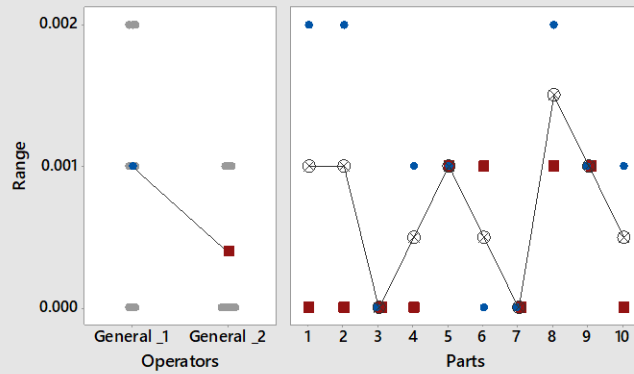 Range
0.002
0.001
0.000
General _1 General _2
Operators
1 2 3 4 5 6 7 8 9 10
Parts